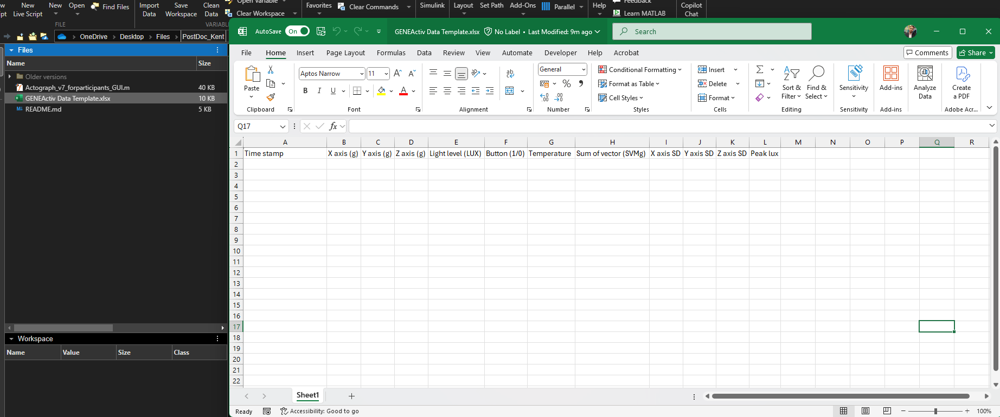 w New New Open Find Files Import Save Clean Open Variable Favorites Clear Commands Simulink Layout Set Path Add-Ons Parallel Help Feedback Copilot
pt Live Script Data Workspace Data Clear Workspace Learn MATLAB Chat
FILE VARIABL
OneDrive Desktop Files PostDoc_Kent
AutoSave On GENEActiv Data Template.xlsx No Label • Last Modified: 9m ago Search
Files
Name Size
Older versions
Actograph_v7_forparticipants_GUI.m 40 KB
GENEActiv Data Template.xlsx 10 KB
README.md 5 KB
Workspace
Name Value Size Class
File Home Insert Page Layout Formulas Data Review View Automate Developer Help Acrobat Comments Share
Paste
Aptos Narrow 11 A^ A˅
B I U A
ab
General
% 9
.00
.00
Conditional Formatting
Format as Table
Cell Styles
Insert
Delete
Format
Sort & Filter
Find & Select
Sensitivity
Add-ins
Analyze Data
Create a PDF
Clipboard Font Alignment Number Styles Cells Editing Sensitivity Add-ins Adobe Acr...
Q17 fx
A B C D E F G H I J K L M N O P Q R
1 Time stamp X axis (g) Y axis (g) Z axis (g) Light level (LUX) Button (1/0) Temperature Sum of vector (SVMg) X axis SD Y axis SD Z axis SD Peak lux
2
3
4
5
6
7
8
9
10
11
12
13
14
15
16
17
18
19
20
21
22
Sheet1
Ready Accessibility: Good to go 100%